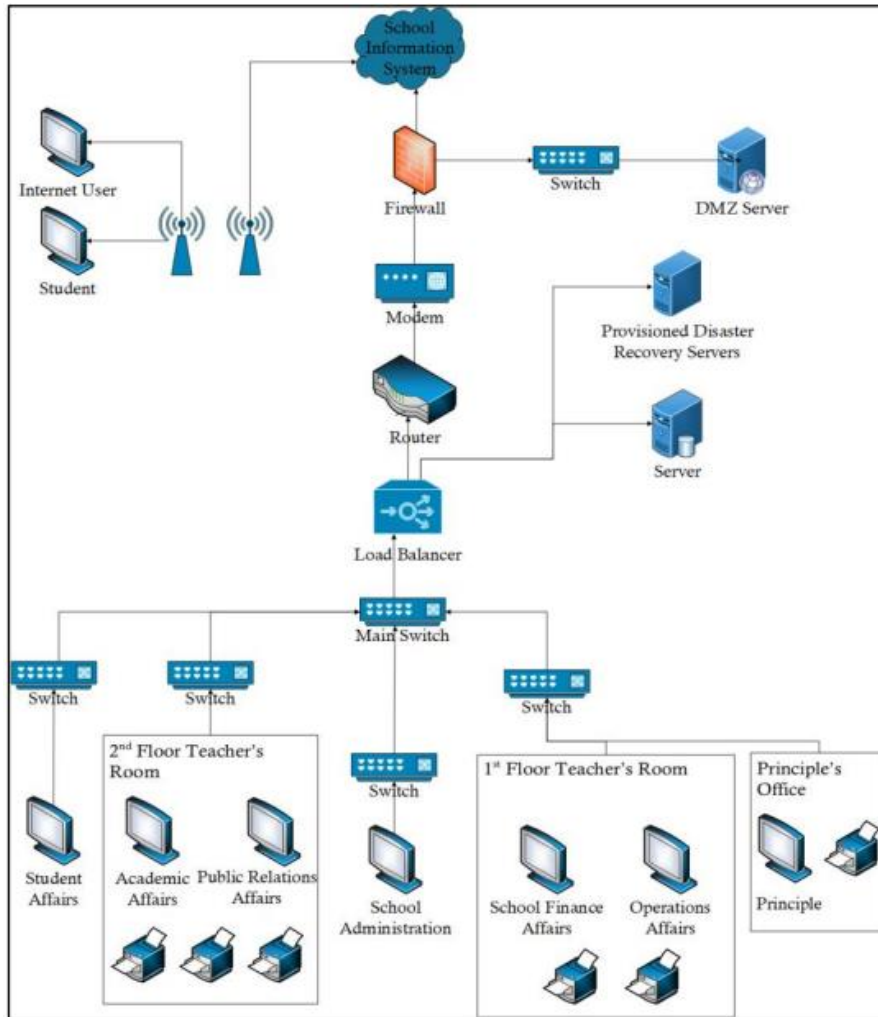 School
Information
System
Internet User
Firewall
Switch
DMZ Server
Student
Modem
Provisioned Disaster
Recovery Servers
Router
Server
Load Balancer
Main Switch
Switch
Switch
Switch
2nd Floor Teacher's
Room
Switch
1st Floor Teacher's Room
Principle's
Office
Student
Affairs
Academic
Affairs
Public Relations
Affairs
School
Administration
School Finance
Affairs
Operations
Affairs
Principle